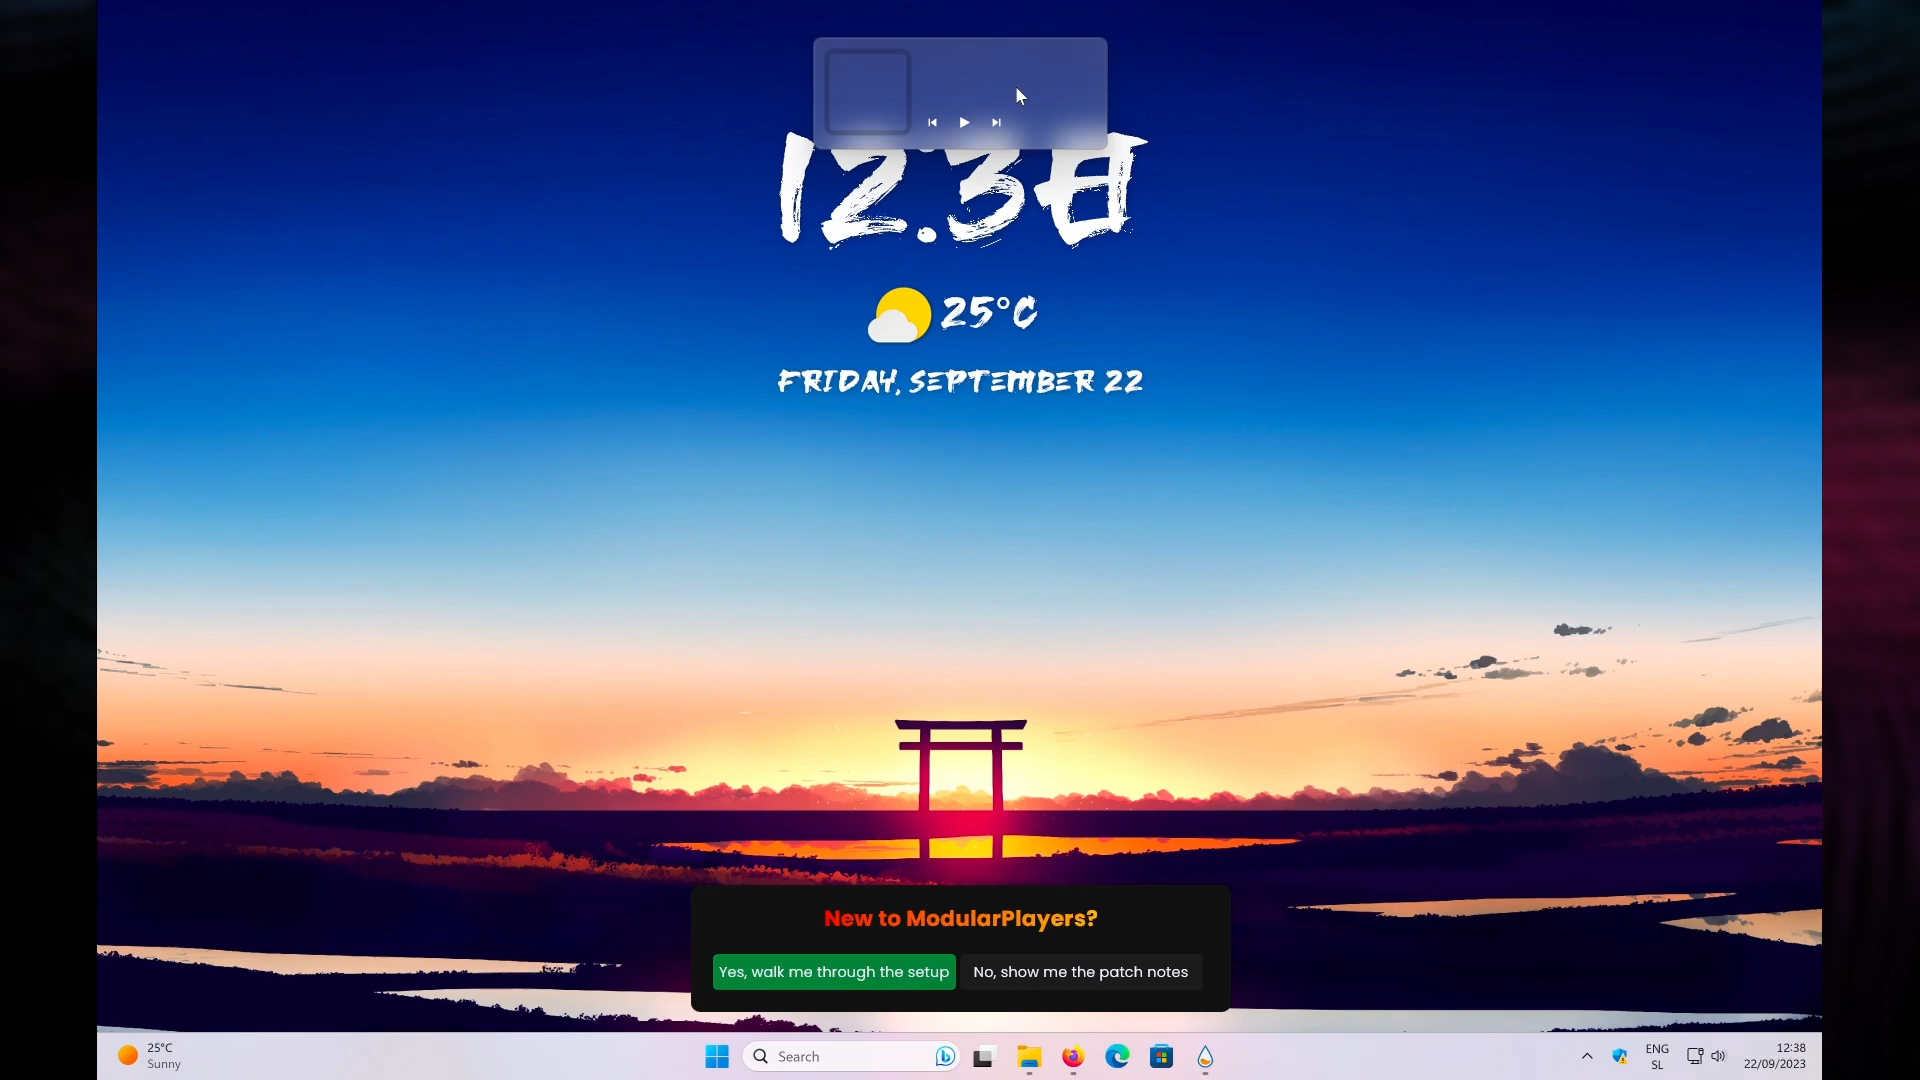 12.38
25°C
FRIDAY, SEPTEMBER 22
New to ModularPlayers?
Yes, walk me through the setup
No, show me the patch notes
25°C
Sunny
Search
ENG
SL
12:38
22/09/2023